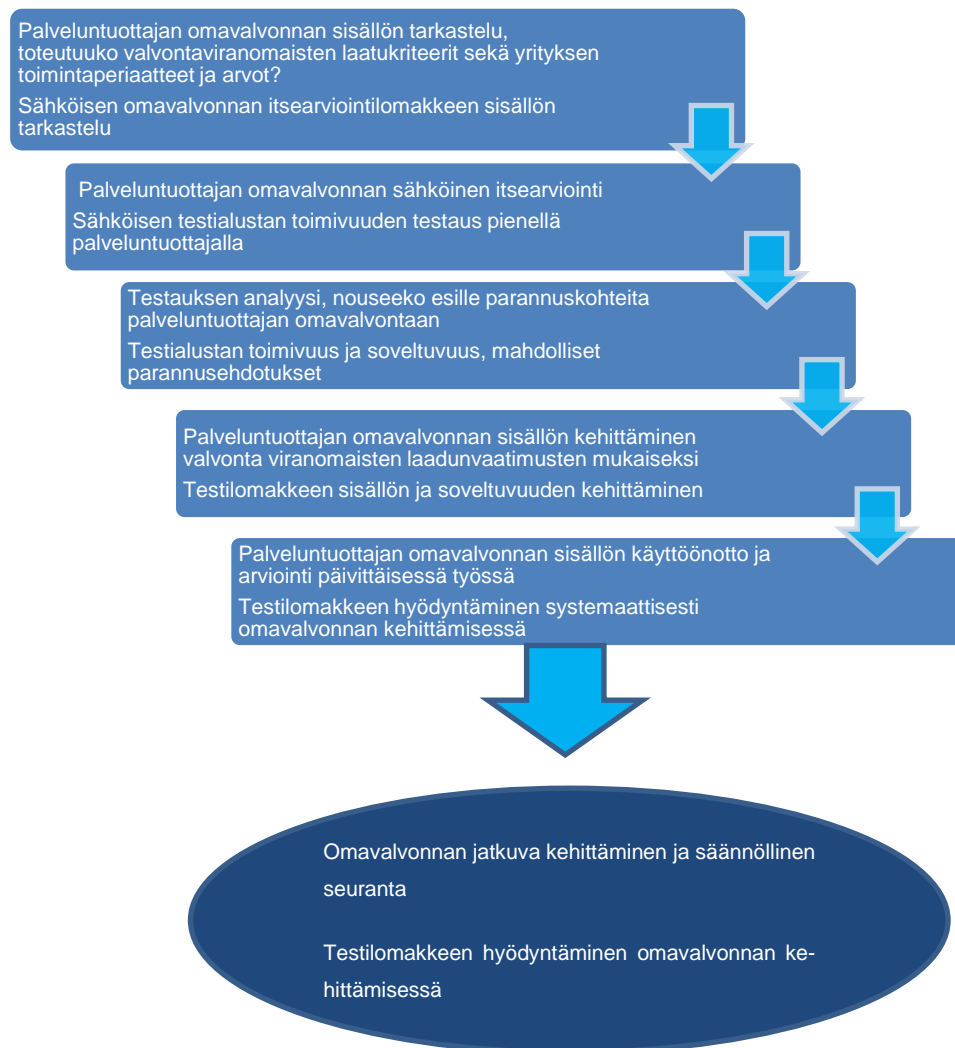 Palveluntuottajan omavalvonnan sisällön tarkastelu,
toteutuuko valvontaviranomaisten laatukriteerit sekä yrityksen
toimintaperiaatteet ja arvot?
Sähköisen omavalvonnan itsearviointilomakkeen sisällön
tarkastelu
Palveluntuottajan omavalvonnan sähköinen itsearviointi
Sähköisen testialustan toimivuuden testaus pienellä
palveluntuottajalla
Testauksen analyysi, nouseeko esille parannuskohteita
palveluntuottajan omavalvontaan
Testialustan toimivuus ja soveltuvuus, mahdolliset
parannusehdotukset
Palveluntuottajan omavalvonnan sisällön kehittäminen
valvonta viranomaisten laadunvaatimusten mukaiseksi
Testilomakkeen sisällön ja soveltuvuuden kehittäminen
Palveluntuottajan omavalvonnan sisällön käyttöönotto ja
arviointi päivittäisessä työssä
Testilomakkeen hyödyntäminen systemaattisesti
omavalvonnan kehittämisessä
Omavalvonnan jatkuva kehittäminen ja säännöllinen
seuranta
Testilomakkeen hyödyntäminen omavalvonnan ke-
hittämisessä